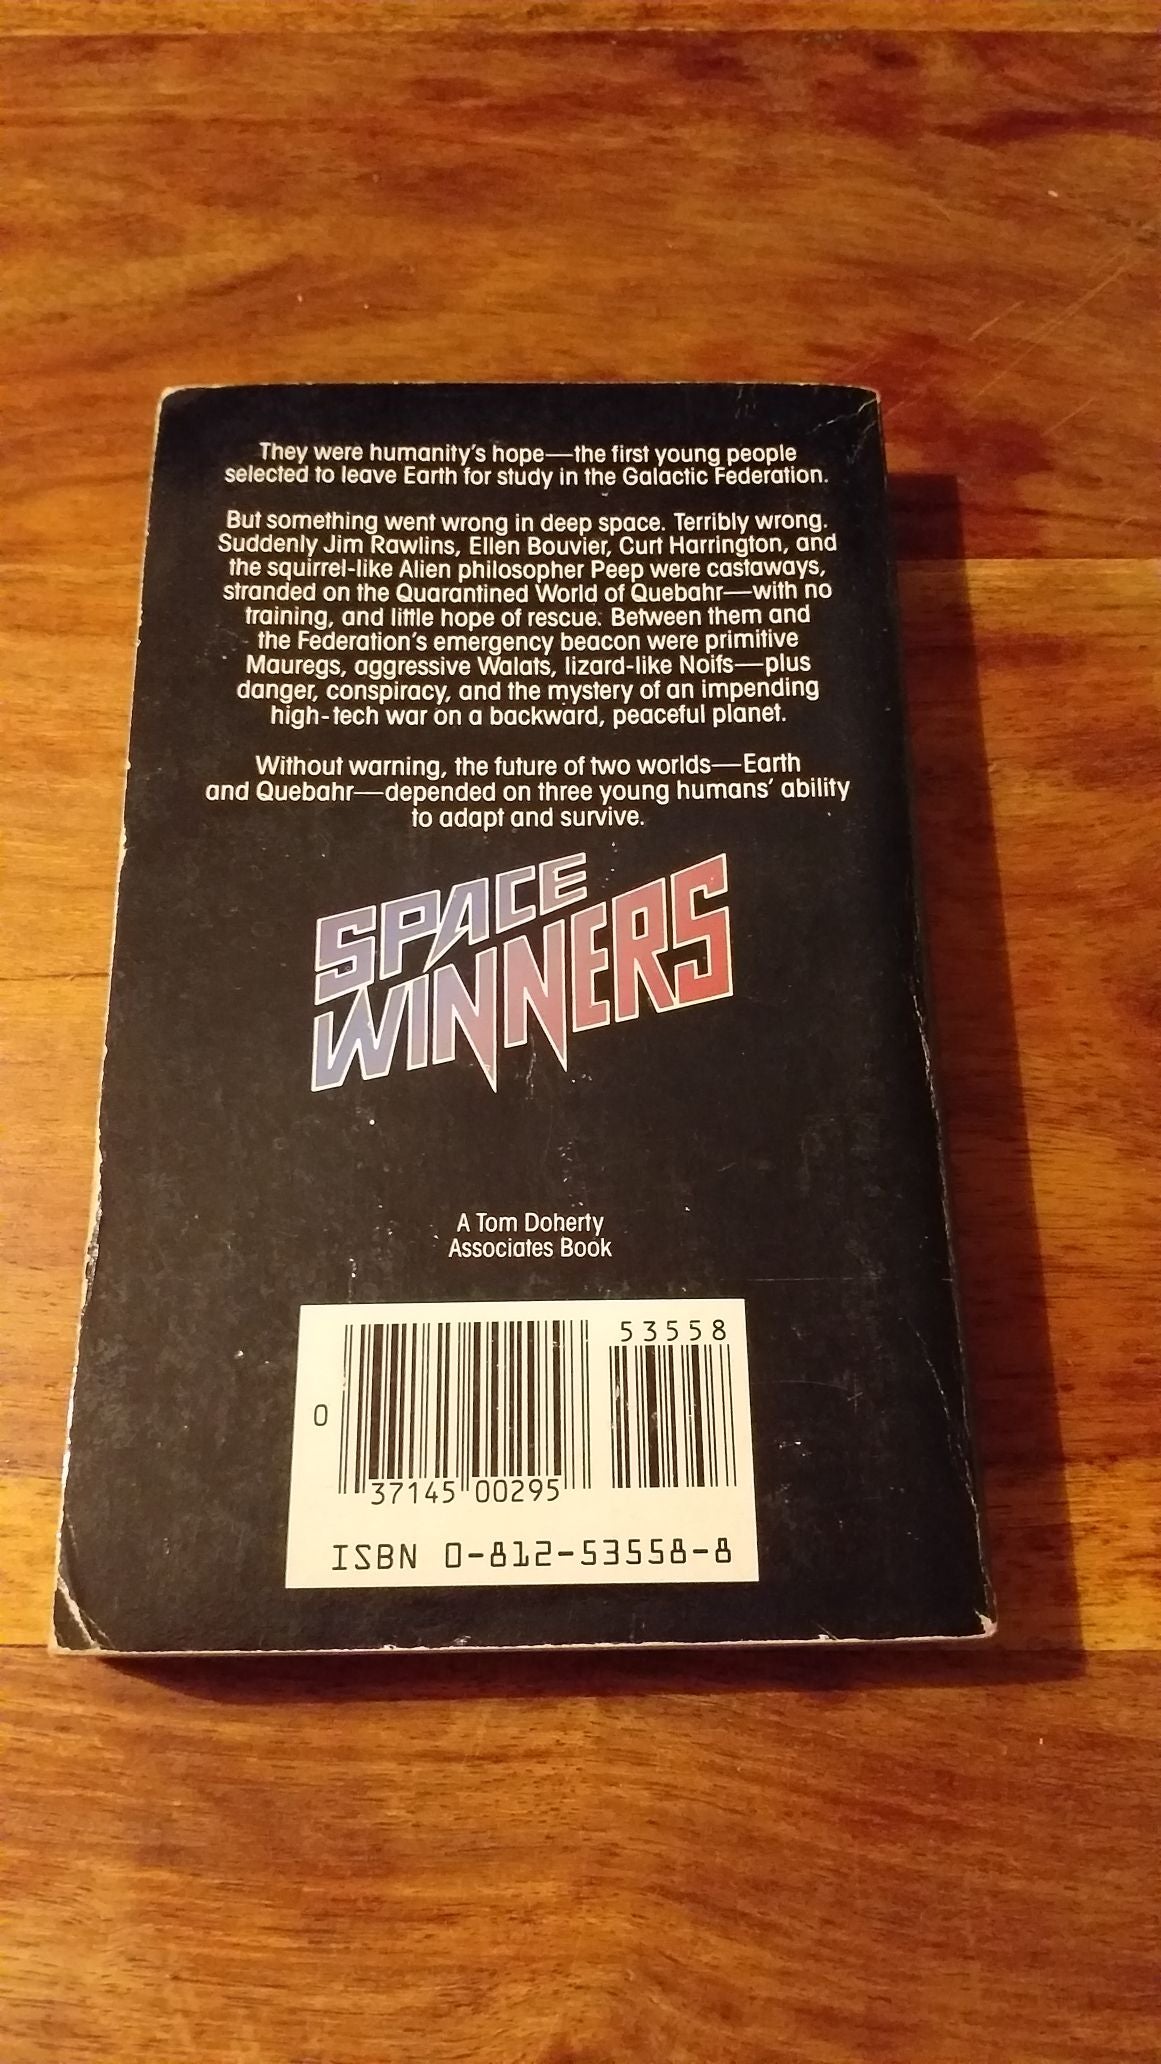 They were humanity's hope—the first young people
selected to leave Earth for study in the Galactic Federation.
But something went wrong in deep space. Terribly wrong.
Suddenly Jim Rawlins, Ellen Bouvier, Curt Harrington, and
the squirrel-like Alien philosopher Peep were castaways,
stranded on the Quarantined World of Quebahr—with no
training, and little hope of rescue. Between them and
the Federation's emergency beacon were primitive
Mauregs, aggressive Walats, lizard-like Noifs—plus
danger, conspiracy, and the mystery of an impending
high-tech war on a backward, peaceful planet.
Without warning, the future of two worlds—Earth
and Quebahr—depended on three young humans' ability
to adapt and survive.
SPACE
WINNERS
A Tom Doherty
Associates Book
53558
0
37145 00295
ISBN 0-812-53558-8